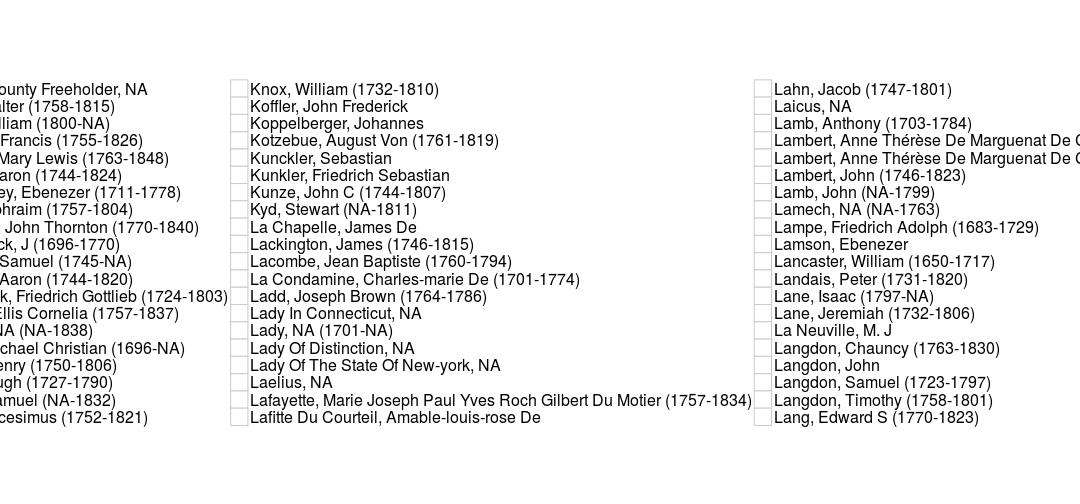 ounty Freeholder, NA
alter (1758-1815)
lliam (1800-NA)
Francis (1755-1826)
Mary Lewis (1763-1848)
aron (1744-1824)
ey, Ebenezer (1711-1778)
phraim (1757-1804)
, John Thornton (1770-1840)
ck, J (1696-1770)
Samuel (1745-NA)
Aaron (1744-1820)
k, Friedrich Gottlieb (1724-1803)
Ellis Cornelia (1757-1837)
NA (NA-1838)
chael Christian (1696-NA)
enry (1750-1806)
ugh (1727-1790)
amuel (NA-1832)
cesimus (1752-1821)
Knox, William (1732-1810)
Koffler, John Frederick
Koppelberger, Johannes
Kotzebue, August Von (1761-1819)
Kunckler, Sebastian
Kunkler, Friedrich Sebastian
Kunze, John C (1744-1807)
Kyd, Stewart (NA-1811)
La Chapelle, James De
Lackington, James (1746-1815)
Lacombe, Jean Baptiste (1760-1794)
La Condamine, Charles-marie De (1701-1774)
Ladd, Joseph Brown (1764-1786)
Lady In Connecticut, NA
Lady, NA (1701-NA)
Lady Of Distinction, NA
Lady Of The State Of New-york, NA
Laelius, NA
Lafayette, Marie Joseph Paul Yves Roch Gilbert Du Motier (1757-1834)
Lafitte Du Courteil, Amable-louis-rose De
Lahn, Jacob (1747-1801)
Laicus, NA
Lamb, Anthony (1703-1784)
Lambert, Anne Thérèse De Marguenat De
Lambert, Anne Thérèse De Marguenat De
Lambert, John (1746-1823)
Lamb, John (NA-1799)
Lamech, NA (NA-1763)
Lampe, Friedrich Adolph (1683-1729)
Lamson, Ebenezer
Lancaster, William (1650-1717)
Landais, Peter (1731-1820)
Lane, Isaac (1797-NA)
Lane, Jeremiah (1732-1806)
La Neuville, M. J
Langdon, Chauncy (1763-1830)
Langdon, John
Langdon, Samuel (1723-1797)
Langdon, Timothy (1758-1801)
Lang, Edward S (1770-1823)